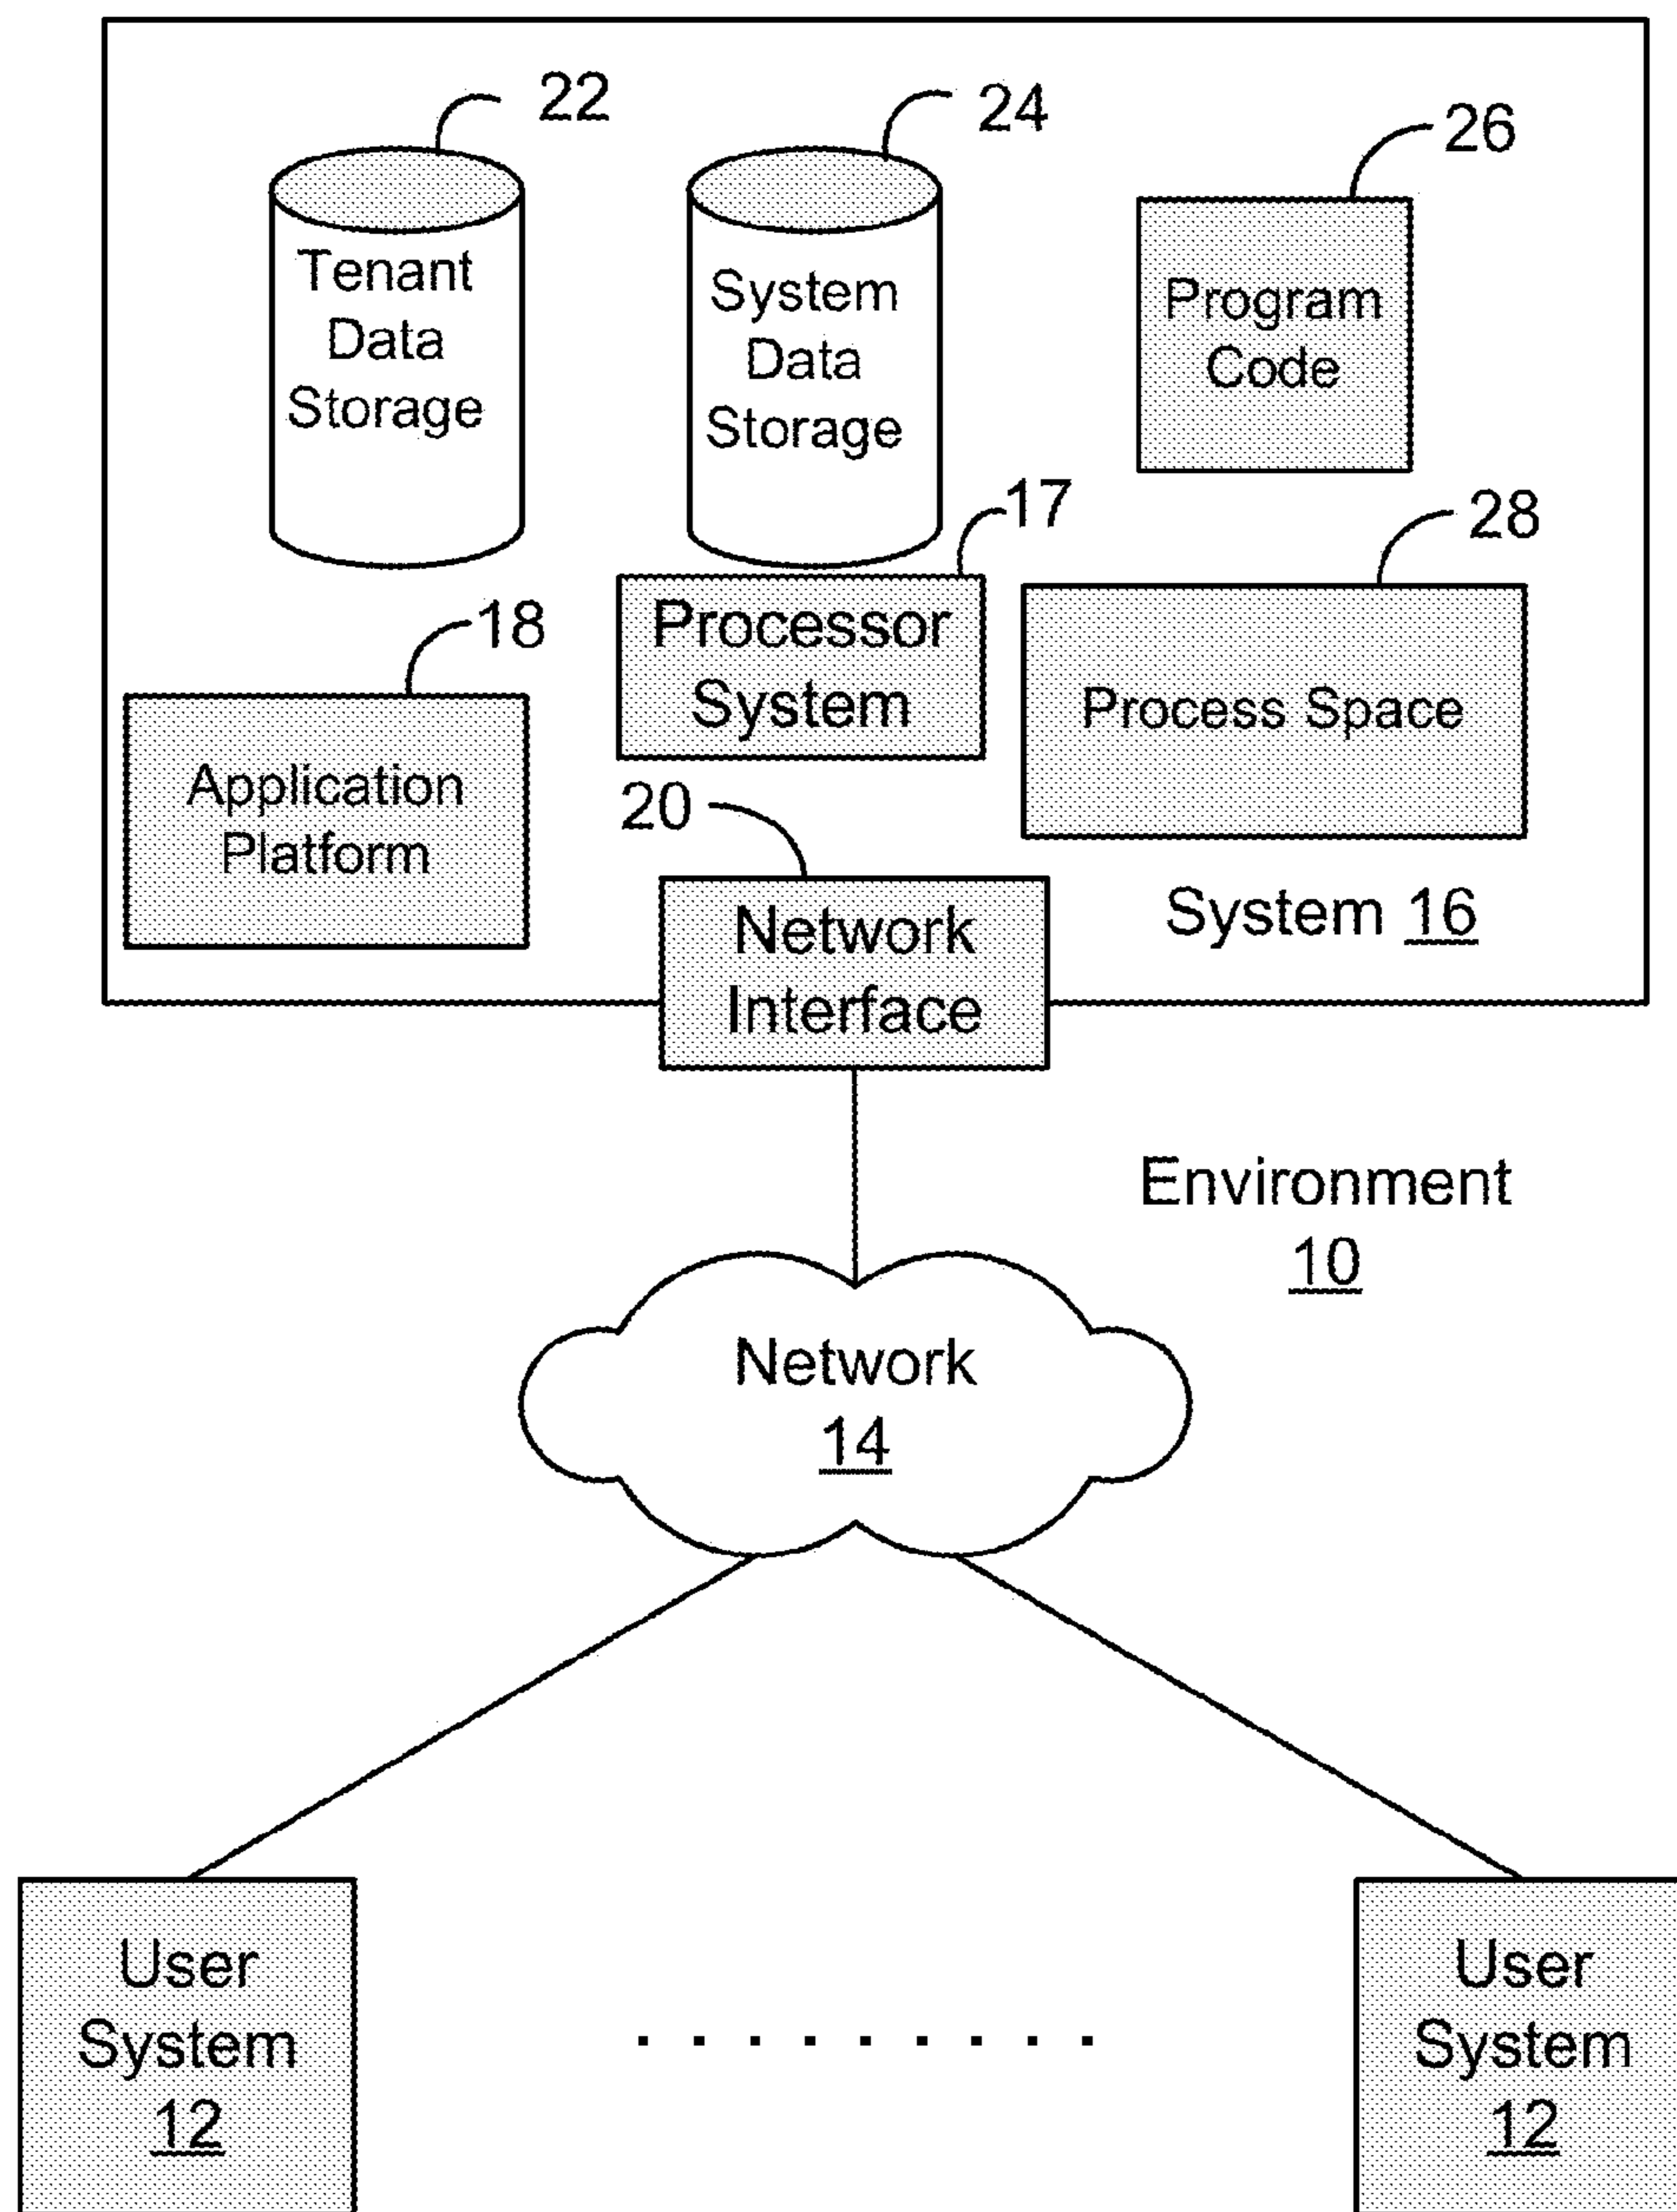 22
Tenant
Data
Storage
24
System
Data
Storage
26
Program
Code
17
Processor
System
28
Process Space
18
Application
Platform
20
Network
Interface
System 16
Environment
10
Network
14
User
System
12
. . . . . . . . .
User
System
12